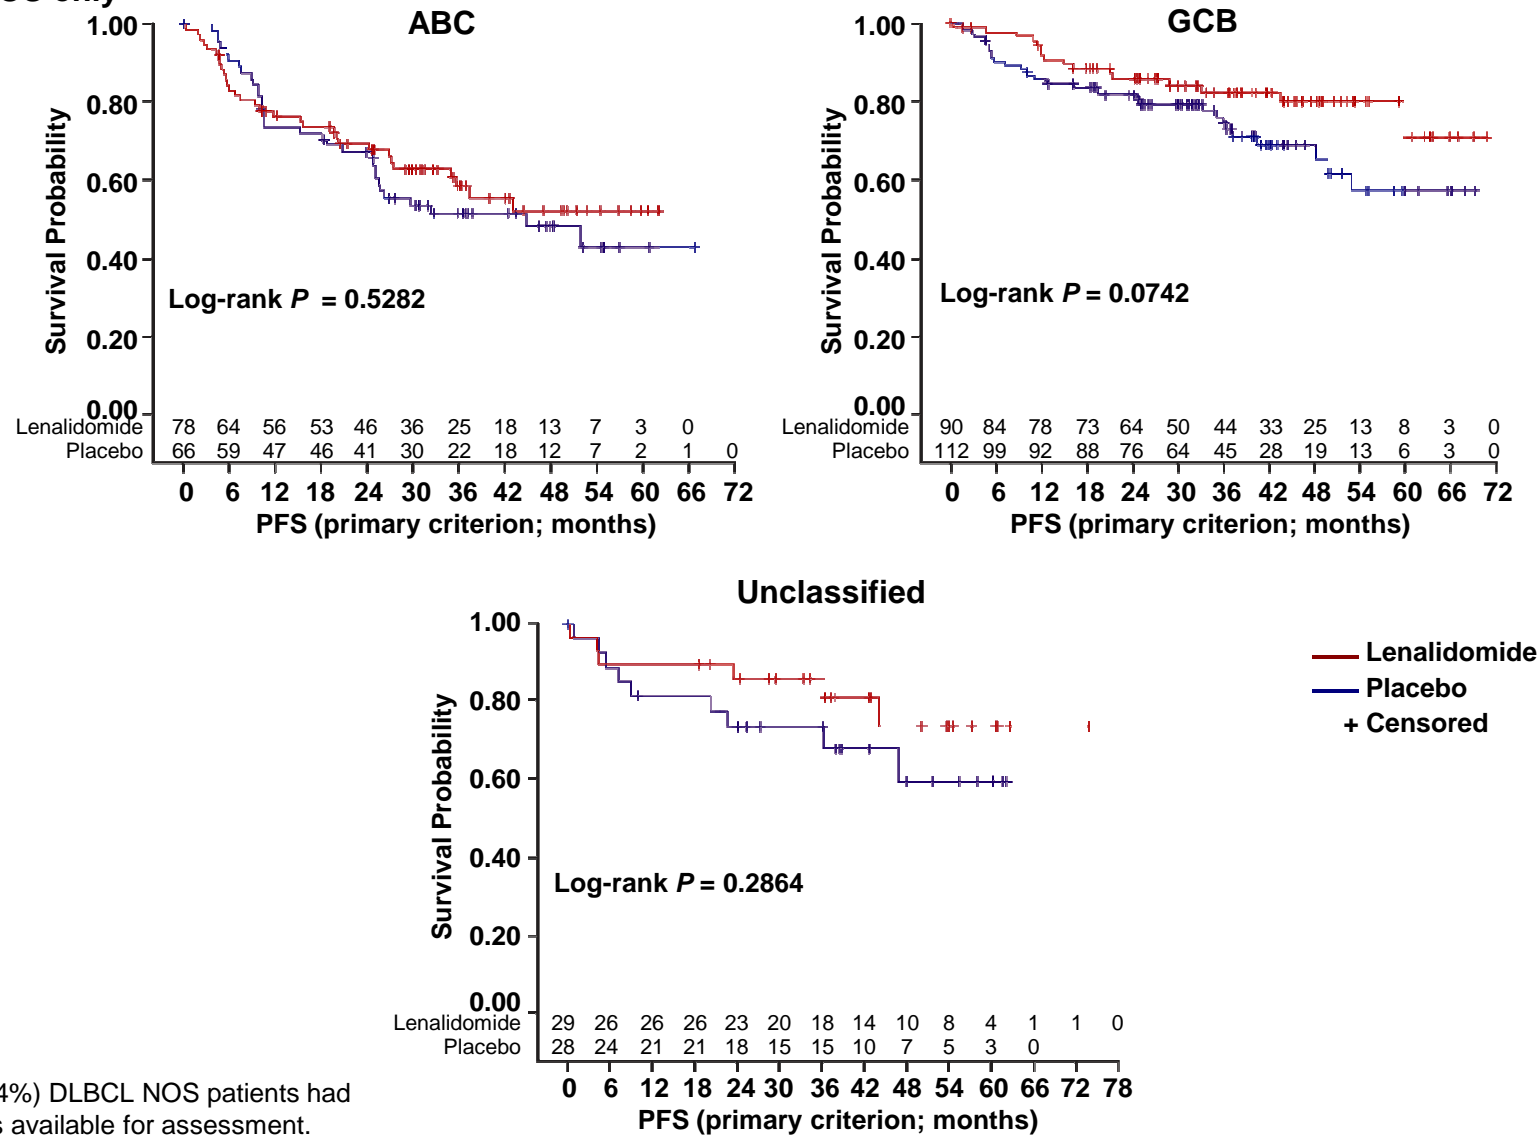 only
ABC
1.00
0.80
0.60
0.40
0.20
0.00
Survival Probability
Log-rank P = 0.5282
Lenalidomide 78 64 56 53 46 36 25 18 13 7 3 0
Placebo 66 59 47 46 41 30 22 18 12 7 2 1 0
0 6 12 18 24 30 36 42 48 54 60 66 72
PFS (primary criterion; months)
GCB
1.00
0.80
0.60
0.40
0.20
0.00
Survival Probability
Log-rank P = 0.0742
Lenalidomide 90 84 78 73 64 50 44 33 25 13 8 3 0
Placebo 112 99 92 88 76 64 45 28 19 13 6 3 0
0 6 12 18 24 30 36 42 48 54 60 66 72
PFS (primary criterion; months)
Unclassified
1.00
0.80
0.60
0.40
0.20
0.00
Survival Probability
Log-rank P = 0.2864
Lenalidomide 29 26 26 26 23 20 18 14 10 8 4 1 1 0
Placebo 28 24 21 21 18 15 15 10 7 5 3 0
0 6 12 18 24 30 36 42 48 54 60 66 72 78
PFS (primary criterion; months)
Lenalidomide
Placebo
+ Censored
4%) DLBCL NOS patients had
s available for assessment.